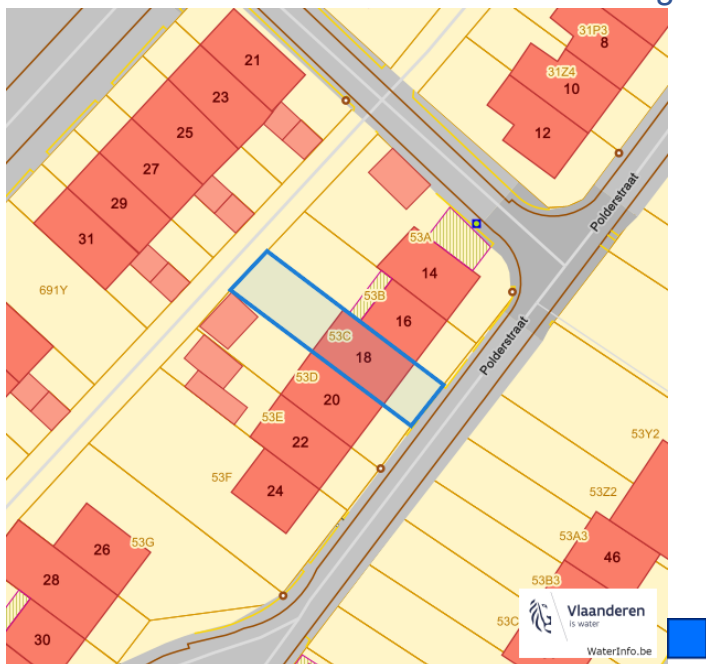 31P3
8
21
31Z4
10
23
12
25
27
Polderstraat
29
53A
31
14
691Y
53B
16
53C
18
Polderstraat
53D
20
53E
22
53Y2
53F
24
53Z2
53A3
26
53G
46
28
53B3
Vlaanderen
is water
30
53C
WaterInfo.be